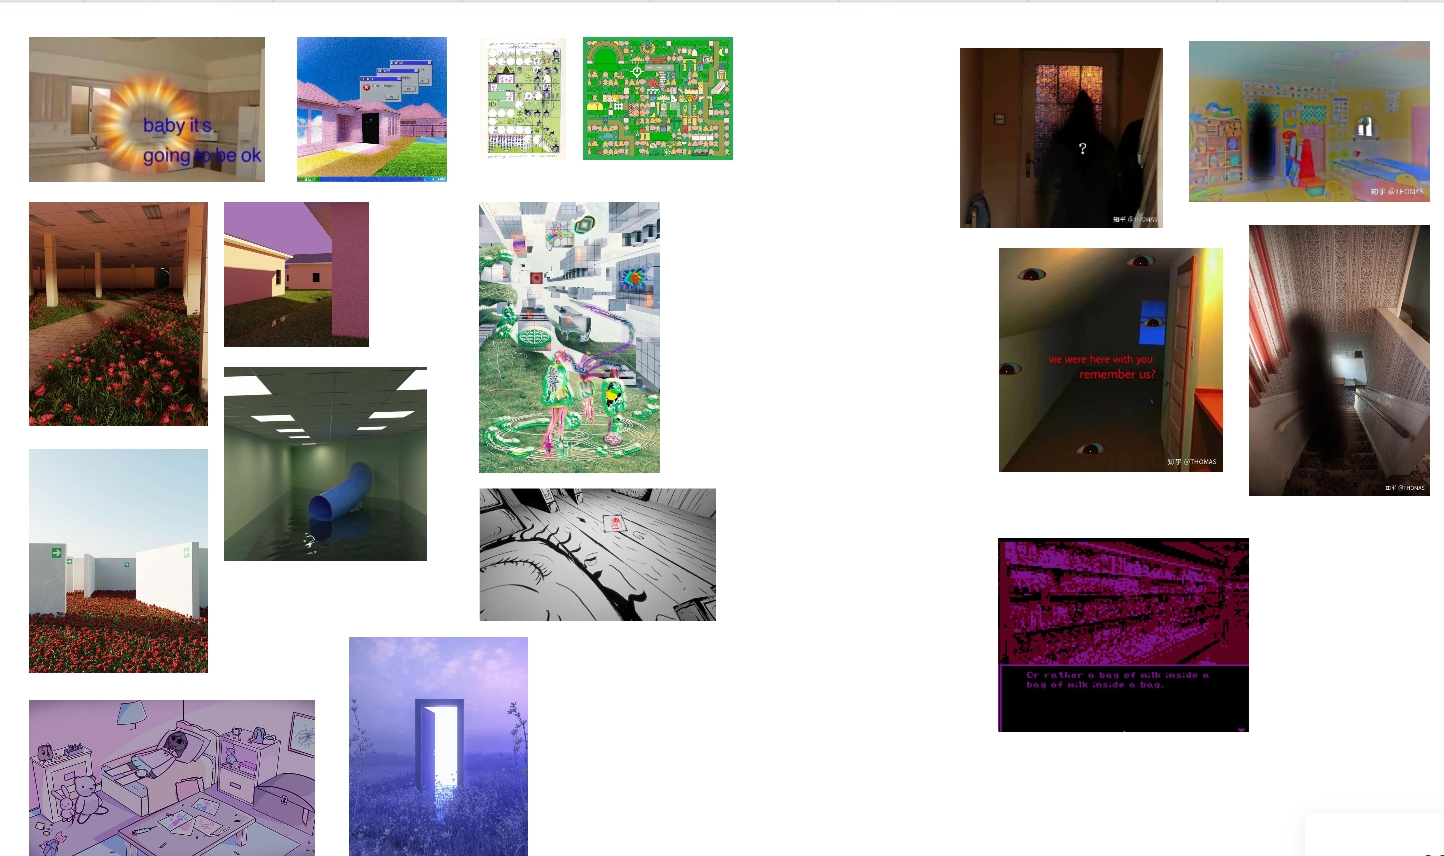 baby it s
going to be ok
?
知乎 @THOMAS
知乎 @THOMAS
we were here with you
remember us?
知乎 @THOMAS
知乎 @THOMAS
Or rather a bag of milk inside a
bag of milk inside a bag.